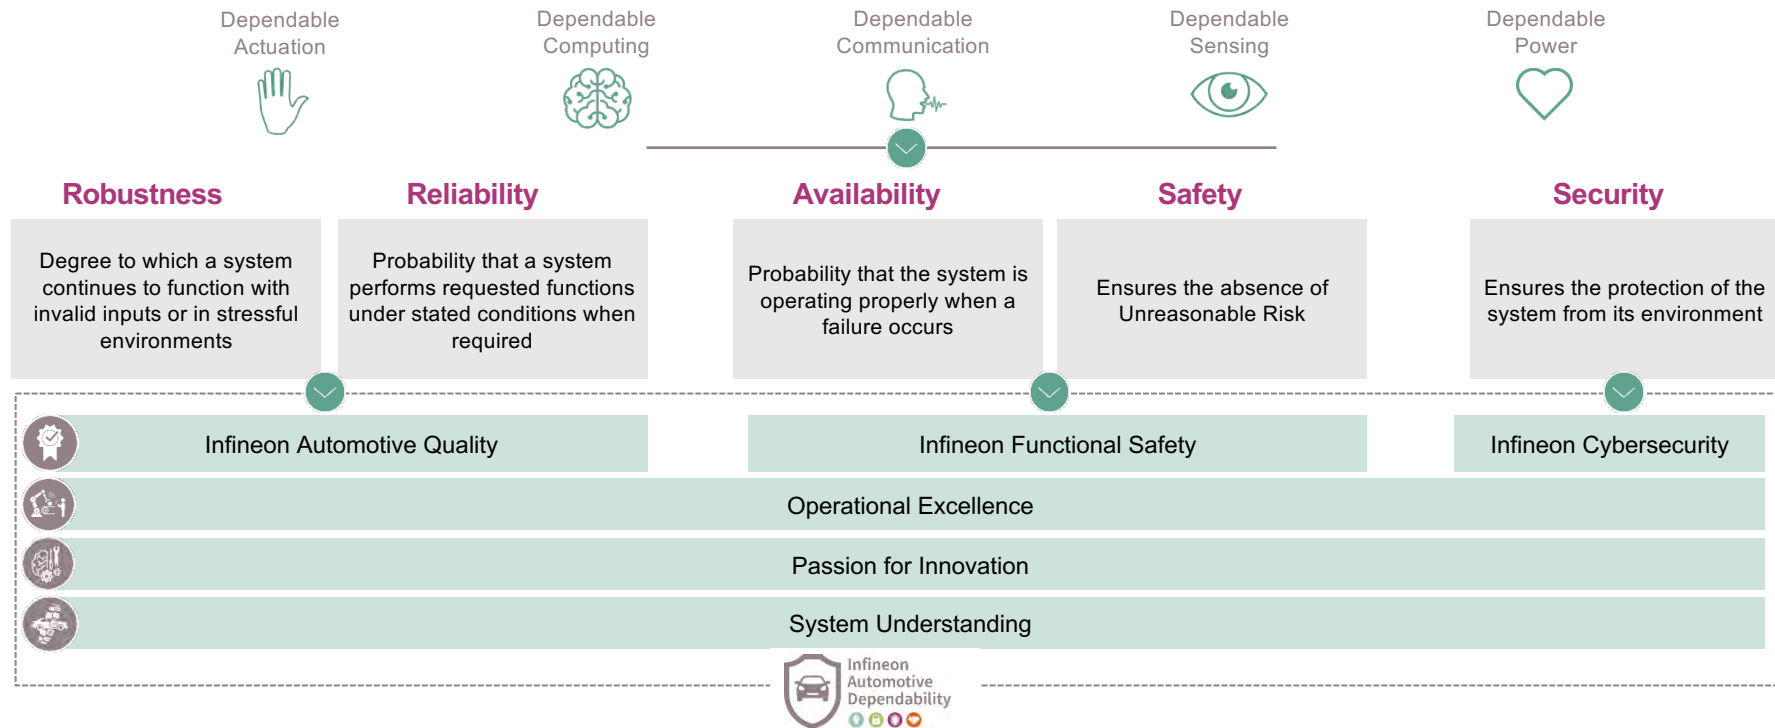 Dependable
Actuation
Dependable
Computing
Dependable
Communication
Dependable
Sensing
Dependable
Power
Robustness
Reliability
Availability
Safety
Security
Degree to which a system
continues to function with
invalid inputs or in stressful
environments
Probability that a system
performs requested functions
under stated conditions when
required
Probability that the system is
operating properly when a
failure occurs
Ensures the absence of
Unreasonable Risk
Ensures the protection of the
system from its environment
Infineon Automotive Quality
Infineon Functional Safety
Infineon Cybersecurity
Operational Excellence
Passion for Innovation
System Understanding
Infineon
Automotive
Dependability